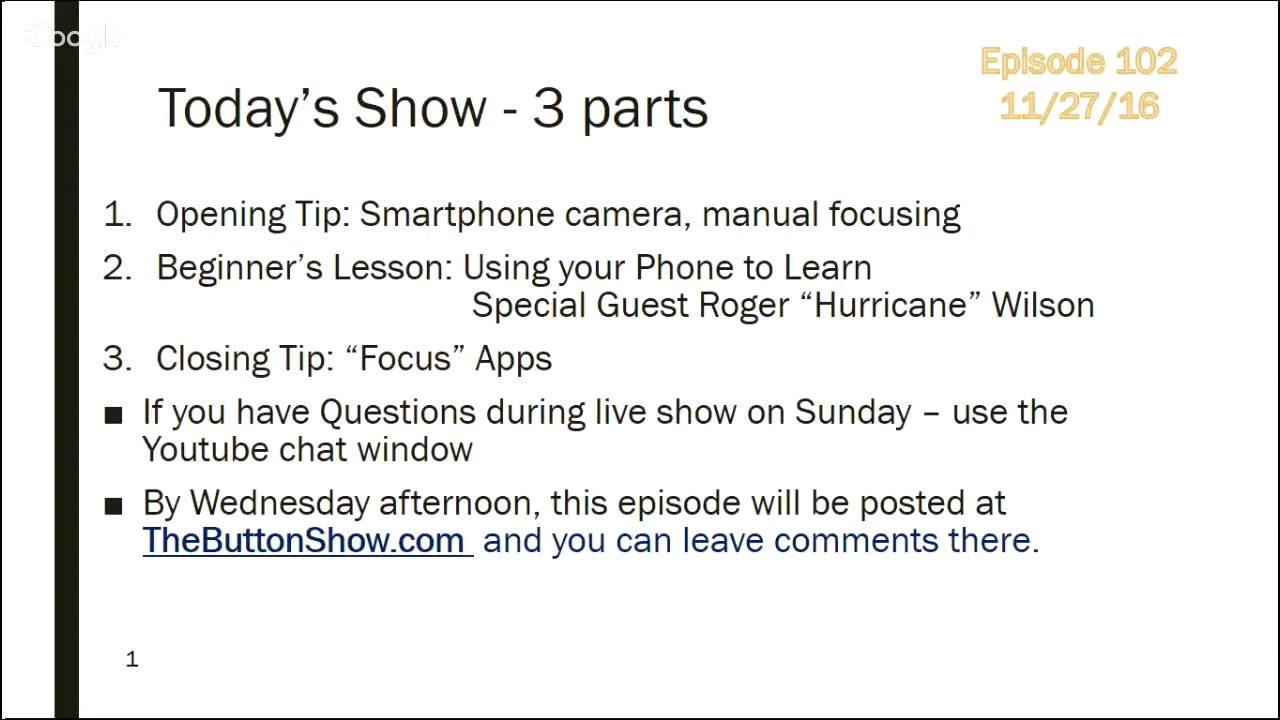 Google
Episode 102
11/27/16
Today's Show - 3 parts
1. Opening Tip: Smartphone camera, manual focusing
2. Beginner's Lesson: Using your Phone to Learn
Special Guest Roger “Hurricane” Wilson
3. Closing Tip: “Focus” Apps
■ If you have Questions during live show on Sunday – use the
Youtube chat window
■ By Wednesday afternoon, this episode will be posted at
TheButtonShow.com and you can leave comments there.
1